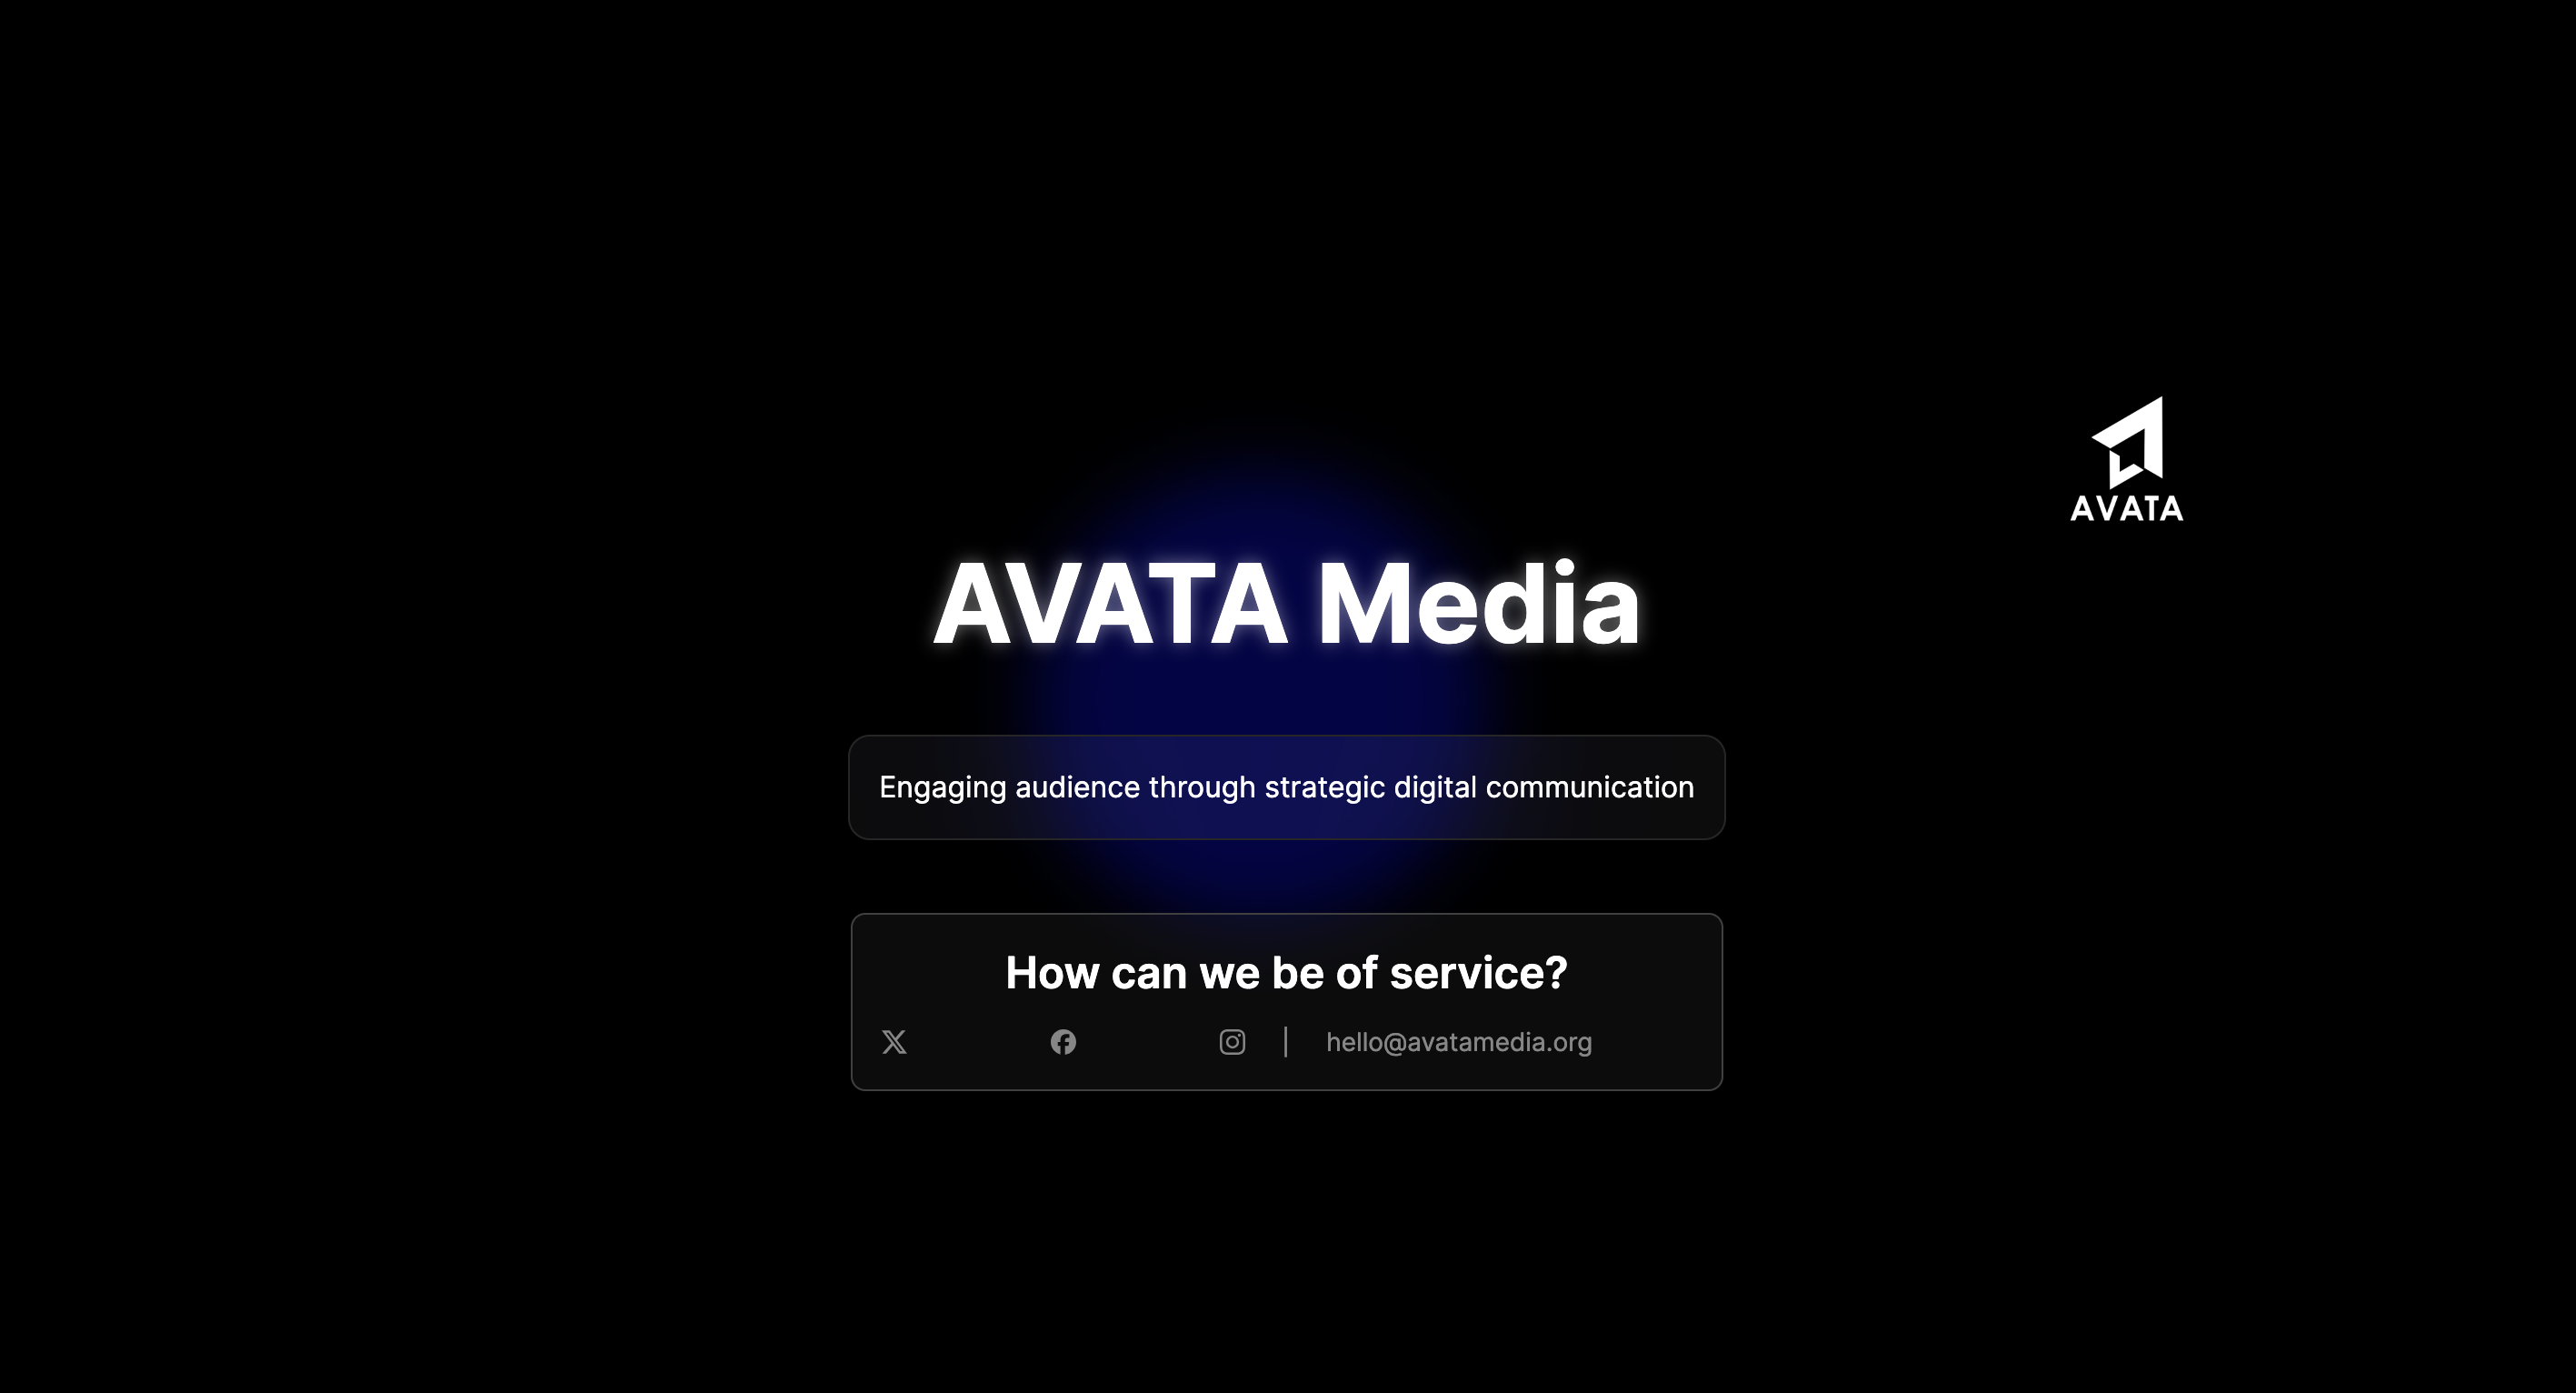 AVATA
AVATA Media
Engaging audience through strategic digital communication
How can we be of service?
hello@avatamedia.org